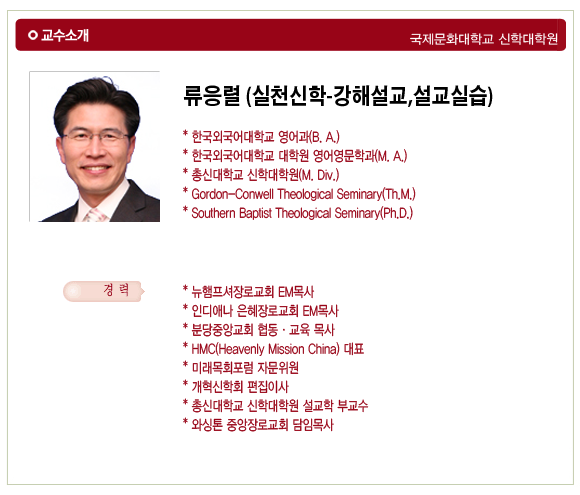 교수소개
국제문화대학교 신학대학원
류응렬 (실천신학-강해설교,설교실습)
* 한국외국어대학교 영어과(B. A.)
* 한국외국어대학교 대학원 영어영문학과(M. A.)
* 총신대학교 신학대학원(M. Div.)
* Gordon-Conwell Theological Seminary(Th.M.)
* Southern Baptist Theological Seminary(Ph.D.)
경 력
* 뉴햄프셔장로교회 EM목사
* 인디애나 은혜장로교회 EM목사
* 분당중앙교회 협동 · 교육 목사
* HMC(Heavenly Mission China) 대표
* 미래목회포럼 자문위원
* 개혁신학회 편집이사
* 총신대학교 신학대학원 설교학 부교수
* 와싱톤 중앙장로교회 담임목사